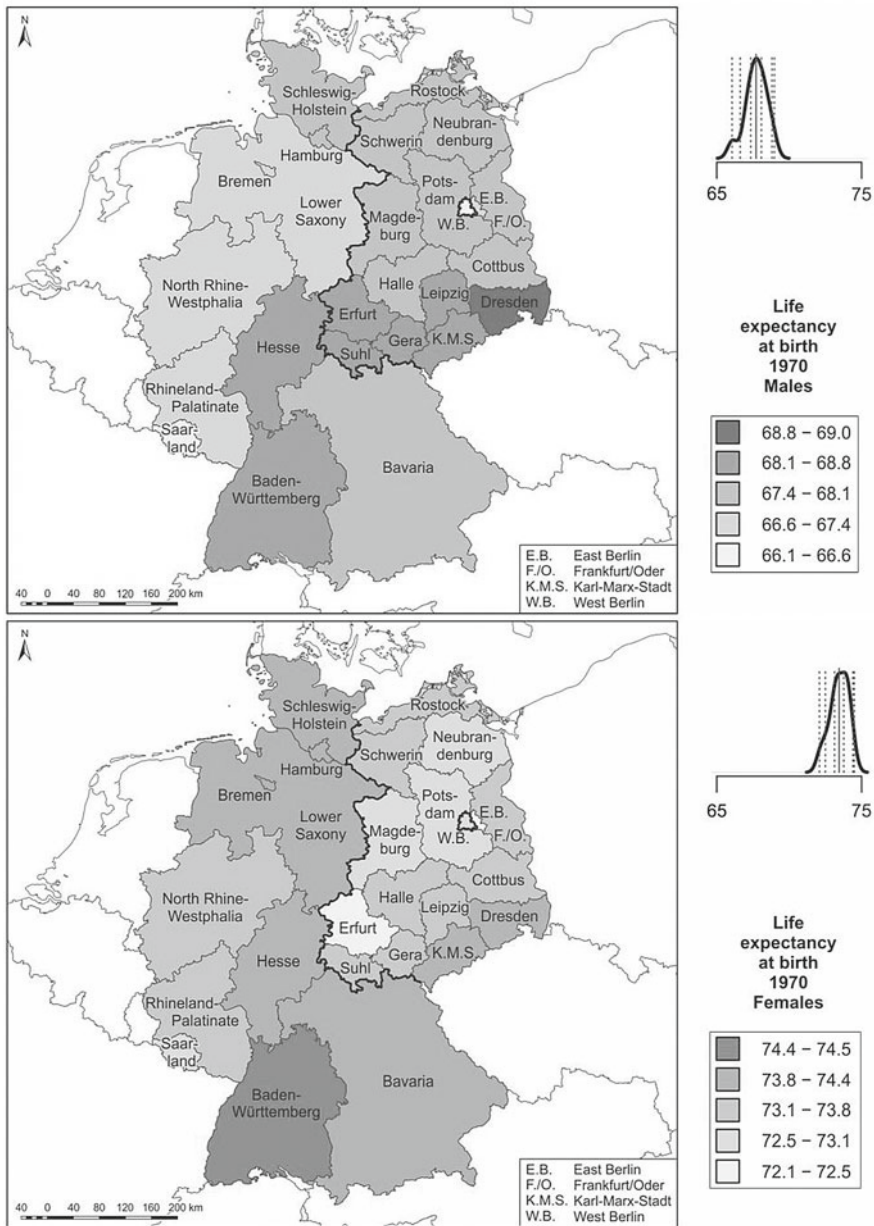 N
Schleswig-
Holstein
Rostock
Schwerin
Neubran-
denburg
Hamburg
Bremen
Lower
Saxony
Pots-
dam
E.B.
W.B.
F./O.
Magde-
burg
Cottbus
North Rhine-
Westphalia
Halle
Leipzig
Dresden
Erfurt
Hesse
Gera
K.M.S.
Suhl
Rhineland-
Palatinate
Saar-
land
Baden-
Württemberg
Bavaria
E.B. East Berlin
F./O. Frankfurt/Oder
K.M.S. Karl-Marx-Stadt
W.B. West Berlin
40 0 40 80 120 160 200 km
65 75
Life
expectancy
at birth
1970
Males
68.8 – 69.0
68.1 – 68.8
67.4 – 68.1
66.6 – 67.4
66.1 – 66.6
N
Schleswig-
Holstein
Rostock
Schwerin
Neubran-
denburg
Hamburg
Bremen
Lower
Saxony
Pots-
dam
E.B.
W.B.
F./O.
Magde-
burg
Cottbus
North Rhine-
Westphalia
Halle
Leipzig
Dresden
Erfurt
Hesse
Gera
K.M.S.
Suhl
Rhineland-
Palatinate
Saar-
land
Baden-
Württemberg
Bavaria
E.B. East Berlin
F./O. Frankfurt/Oder
K.M.S. Karl-Marx-Stadt
W.B. West Berlin
40 0 40 80 120 160 200 km
65 75
Life
expectancy
at birth
1970
Females
74.4 – 74.5
73.8 – 74.4
73.1 – 73.8
72.5 – 73.1
72.1 – 72.5